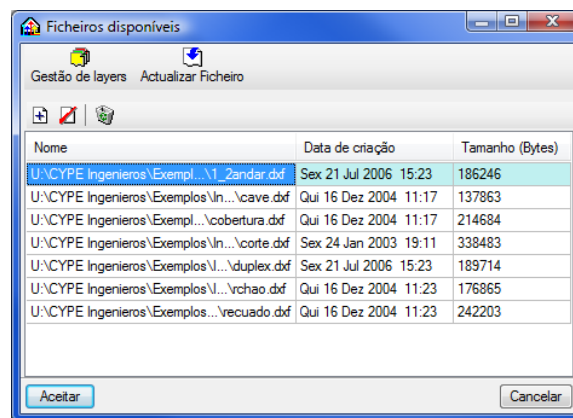 Ficheiros disponíveis
Gestão de layers Actualizar Ficheiro
Nome Data de criação Tamanho (Bytes)
U:\CYPE Ingenieros\Exempl...\1_2andar.dxf Sex 21 Jul 2006 15:23 186246
U:\CYPE Ingenieros\Exemplos\In...\cave.dxf Qui 16 Dez 2004 11:17 137863
U:\CYPE Ingenieros\Exempl...\cobertura.dxf Qui 16 Dez 2004 11:17 214684
U:\CYPE Ingenieros\Exemplos\In...\corte.dxf Sex 24 Jan 2003 19:11 338483
U:\CYPE Ingenieros\Exemplos\I...\duplex.dxf Sex 21 Jul 2006 15:23 189714
U:\CYPE Ingenieros\Exemplos\I...\rchao.dxf Qui 16 Dez 2004 11:23 176865
U:\CYPE Ingenieros\Exemplos...\recuado.dxf Qui 16 Dez 2004 11:23 242203
Aceitar Cancelar